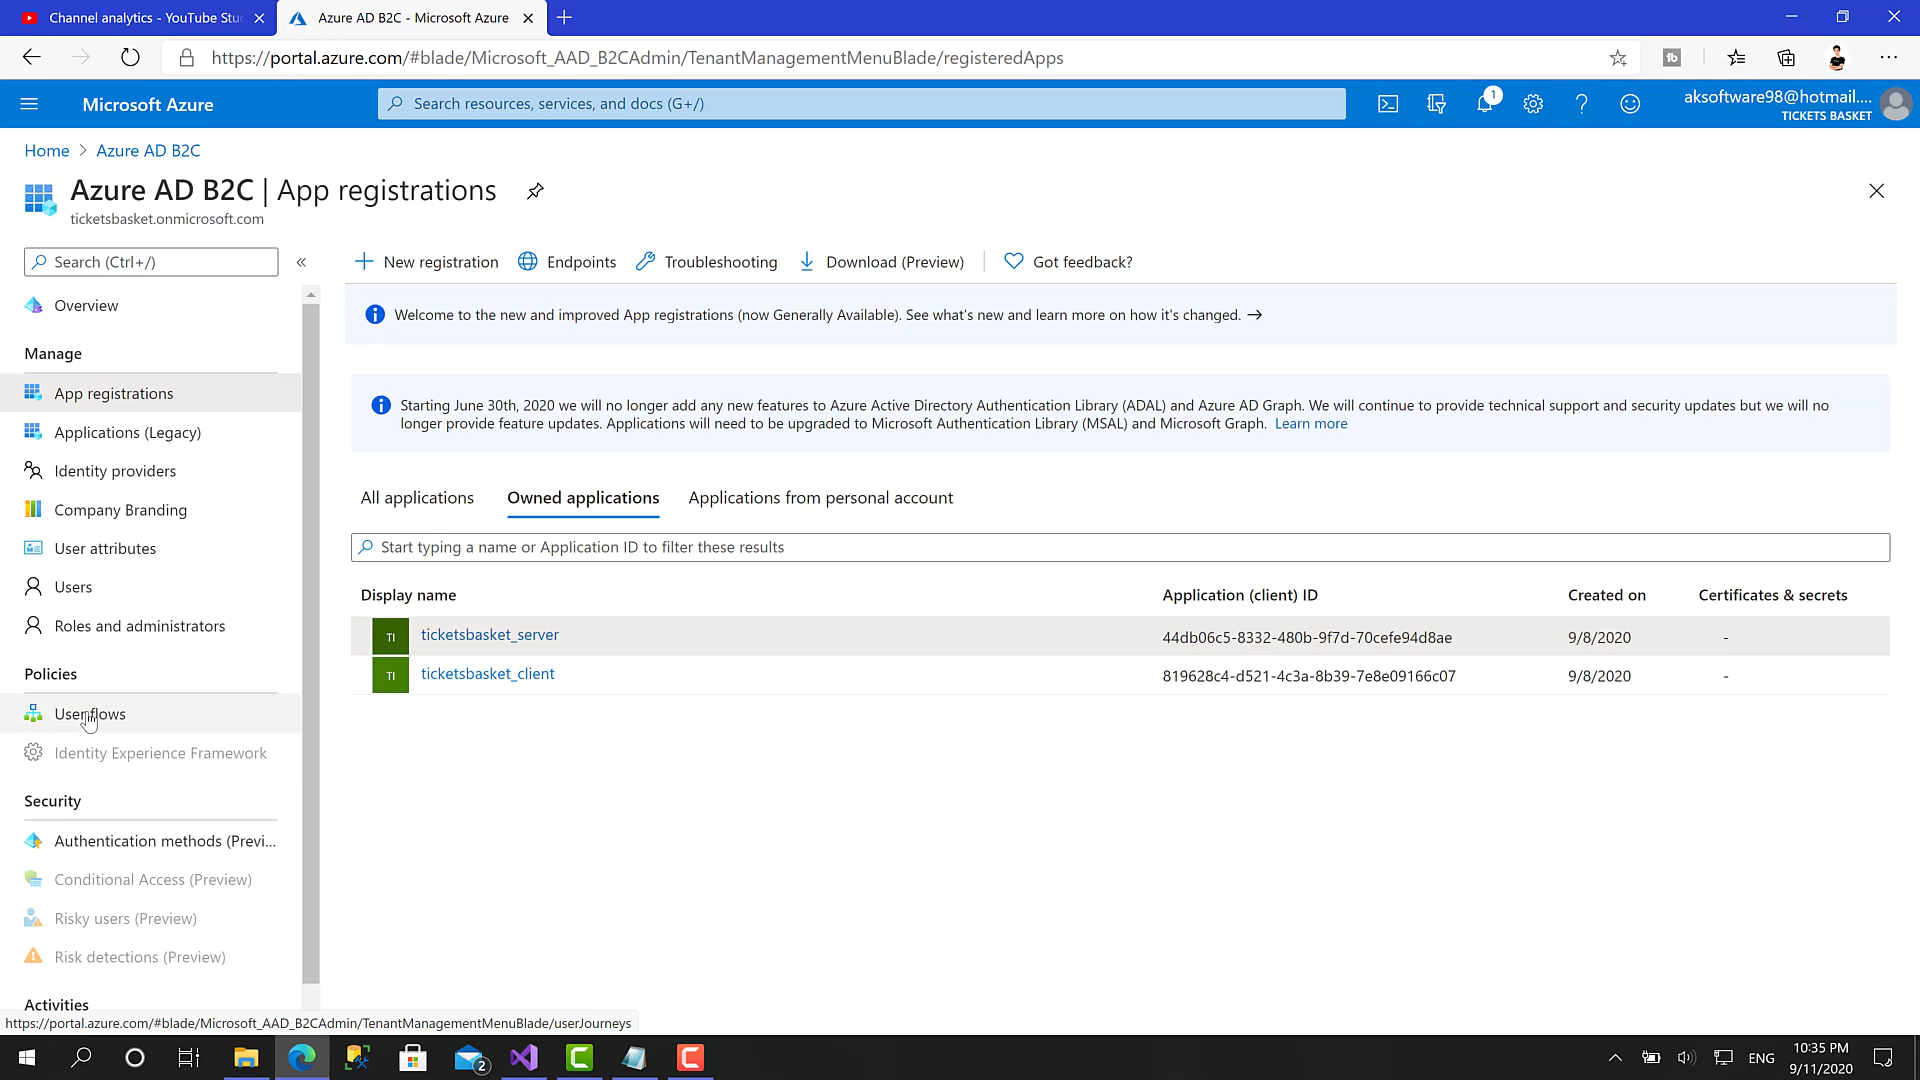 Channel analytics - YouTube Stu
Azure AD B2C - Microsoft Azure
https://portal.azure.com/#blade/Microsoft_AAD_B2CAdmin/TenantManagementMenuBlade/registeredApps
Microsoft Azure
Search resources, services, and docs (G+/)
1
aksoftware98@hotmail....
TICKETS BASKET
Home > Azure AD B2C
Azure AD B2C | App registrations
ticketsbasket.onmicrosoft.com
Search (Ctrl+/)
«
Overview
Manage
App registrations
Applications (Legacy)
Identity providers
Company Branding
User attributes
Users
Roles and administrators
Policies
User flows
Identity Experience Framework
Security
Authentication methods (Previ...
Conditional Access (Preview)
Risky users (Preview)
Risk detections (Preview)
Activities
New registration
Endpoints
Troubleshooting
Download (Preview)
Got feedback?
Welcome to the new and improved App registrations (now Generally Available). See what's new and learn more on how it's changed. →
Starting June 30th, 2020 we will no longer add any new features to Azure Active Directory Authentication Library (ADAL) and Azure AD Graph. We will continue to provide technical support and security updates but we will no
longer provide feature updates. Applications will need to be upgraded to Microsoft Authentication Library (MSAL) and Microsoft Graph. Learn more
All applications
Owned applications
Applications from personal account
Start typing a name or Application ID to filter these results
Display name Application (client) ID Created on Certificates & secrets
TI ticketsbasket_server 44db06c5-8332-480b-9f7d-70cefe94d8ae 9/8/2020 -
TI ticketsbasket_client 819628c4-d521-4c3a-8b39-7e8e09166c07 9/8/2020 -
https://portal.azure.com/#blade/Microsoft_AAD_B2CAdmin/TenantManagementMenuBlade/userJourneys
2
ENG
10:35 PM
9/11/2020